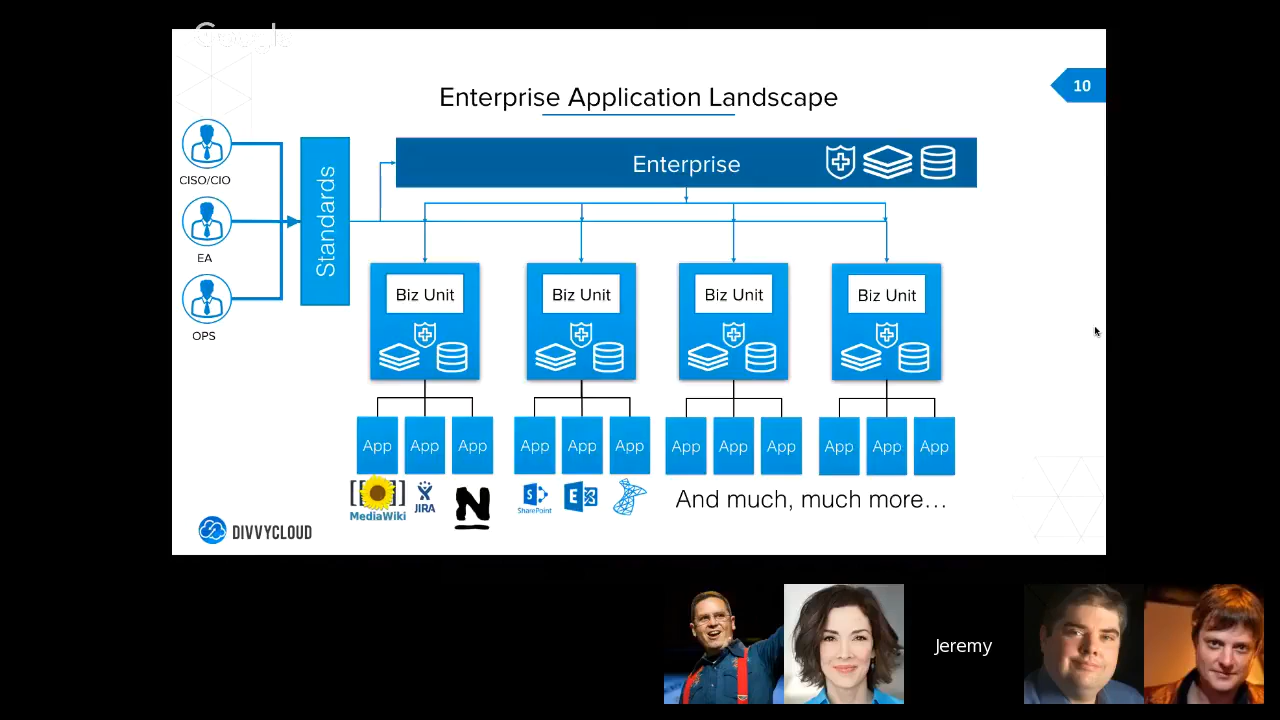 Google
10
Enterprise Application Landscape
CISO/CIO
EA
OPS
Standards
Enterprise
Biz Unit
Biz Unit
Biz Unit
Biz Unit
App
App
App
App
App
App
App
App
App
App
App
App
MediaWiki
JIRA
N
S
SharePoint
E
And much, much more...
DIVVYCLOUD
Jeremy